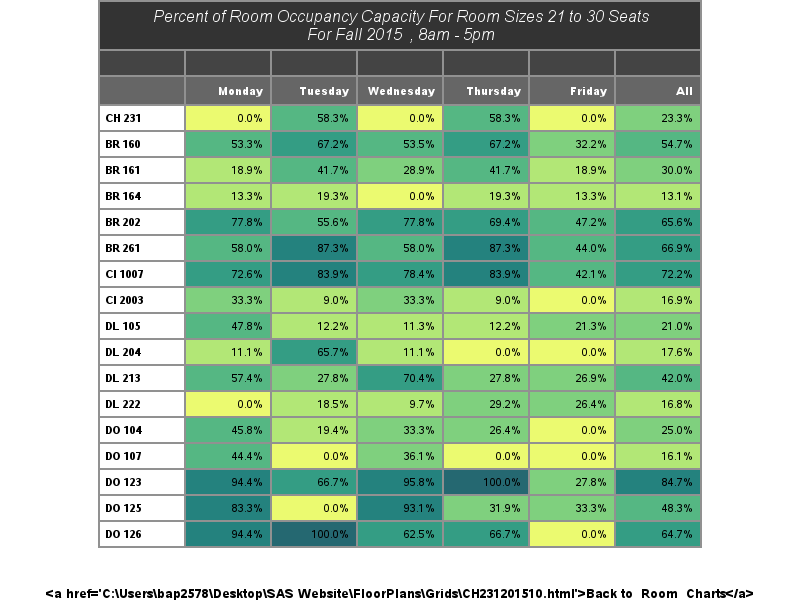 Percent of Room Occupancy Capacity For Room Sizes 21 to 30 Seats
For Fall 2015 , 8am - 5pm
Monday Tuesday Wednesday Thursday Friday All
CH 231 0.0% 58.3% 0.0% 58.3% 0.0% 23.3%
BR 160 53.3% 67.2% 53.5% 67.2% 32.2% 54.7%
BR 161 18.9% 41.7% 28.9% 41.7% 18.9% 30.0%
BR 164 13.3% 19.3% 0.0% 19.3% 13.3% 13.1%
BR 202 77.8% 55.6% 77.8% 69.4% 47.2% 65.6%
BR 261 58.0% 87.3% 58.0% 87.3% 44.0% 66.9%
CI 1007 72.6% 83.9% 78.4% 83.9% 42.1% 72.2%
CI 2003 33.3% 9.0% 33.3% 9.0% 0.0% 16.9%
DL 105 47.8% 12.2% 11.3% 12.2% 21.3% 21.0%
DL 204 11.1% 65.7% 11.1% 0.0% 0.0% 17.6%
DL 213 57.4% 27.8% 70.4% 27.8% 26.9% 42.0%
DL 222 0.0% 18.5% 9.7% 29.2% 26.4% 16.8%
DO 104 45.8% 19.4% 33.3% 26.4% 0.0% 25.0%
DO 107 44.4% 0.0% 36.1% 0.0% 0.0% 16.1%
DO 123 94.4% 66.7% 95.8% 100.0% 27.8% 84.7%
DO 125 83.3% 0.0% 93.1% 31.9% 33.3% 48.3%
DO 126 94.4% 100.0% 62.5% 66.7% 0.0% 64.7%
<a href='C:\Users\bap2578\Desktop\SAS Website\FloorPlans\Grids\CH231201510.html'>Back to Room Charts</a>